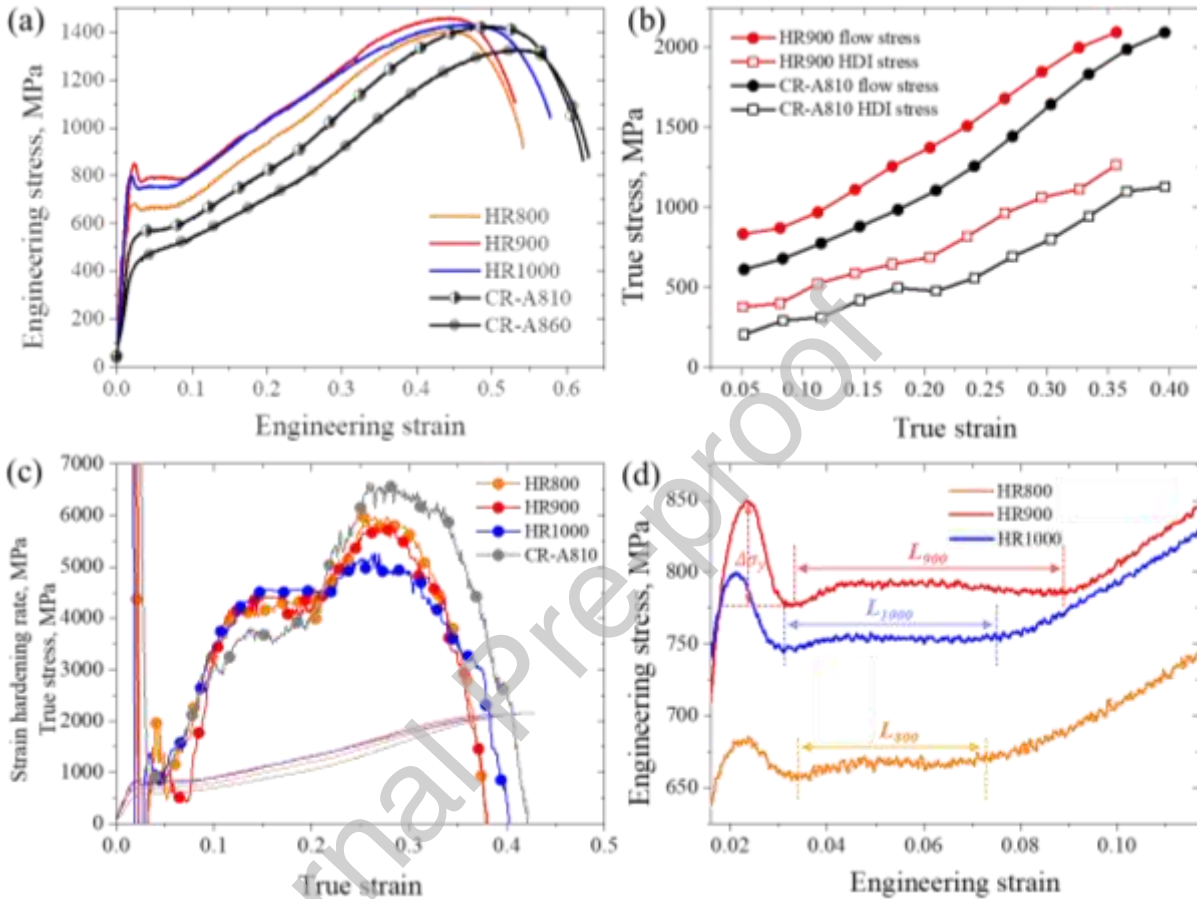 (a)
1400
1200
1000
800
600
400
200
0
Engineering stress, MPa
HR800
HR900
HR1000
CR-A810
CR-A860
0.0 0.1 0.2 0.3 0.4 0.5 0.6
Engineering strain
(b)
2000
1500
1000
500
0
True stress, MPa
HR900 flow stress
HR900 HDI stress
CR-A810 flow stress
CR-A810 HDI stress
0.05 0.10 0.15 0.20 0.25 0.30 0.35 0.40
True strain
(c)
7000
6000
5000
4000
3000
2000
1000
0
Strain hardening rate, MPa
True stress, MPa
HR800
HR900
HR1000
CR-A810
0.0 0.1 0.2 0.3 0.4 0.5
True strain
(d)
850
800
750
700
650
Engineering stress, MPa
HR800
HR900
HR1000
Δσy
L900
L1000
L800
0.02 0.04 0.06 0.08 0.10
Engineering strain
rnal Pre-proof